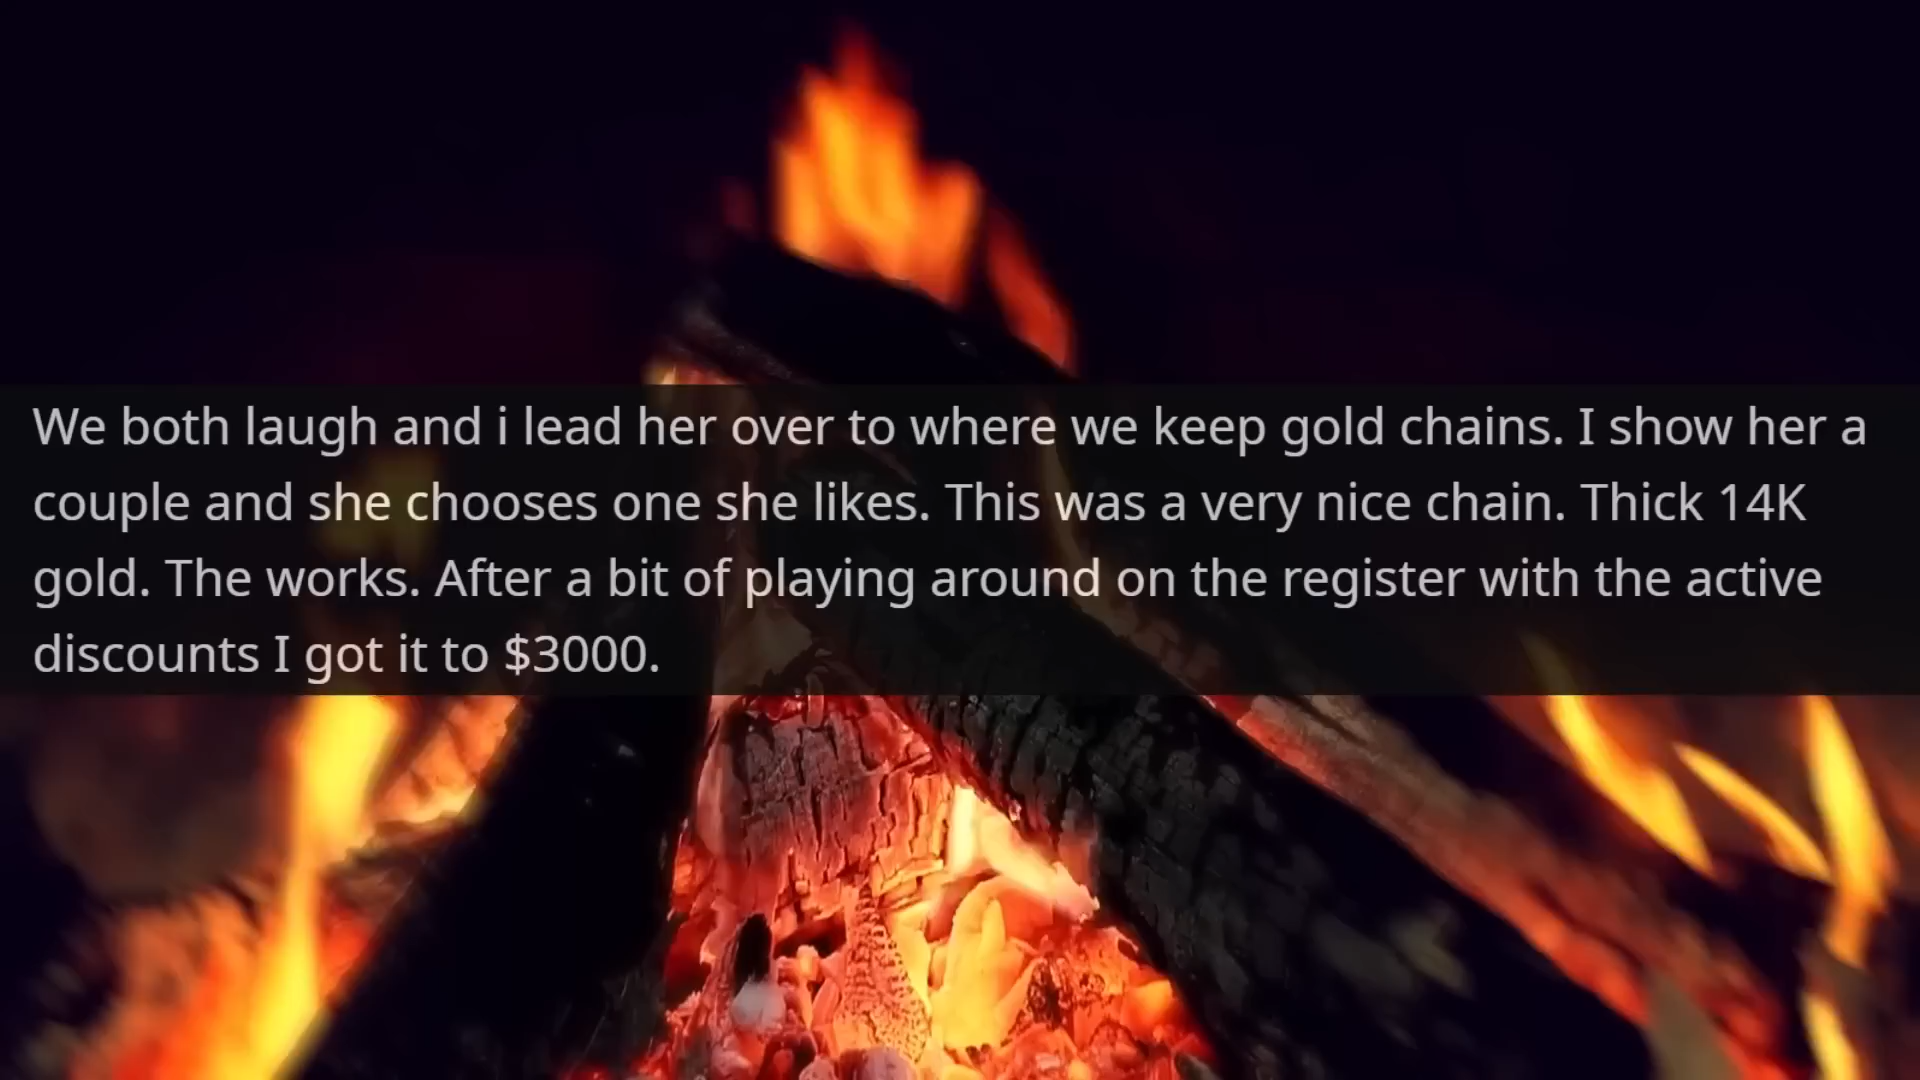 We both laugh and i lead her over to where we keep gold chains. I show her a
couple and she chooses one she likes. This was a very nice chain. Thick 14K
gold. The works. After a bit of playing around on the register with the active
discounts I got it to $3000.